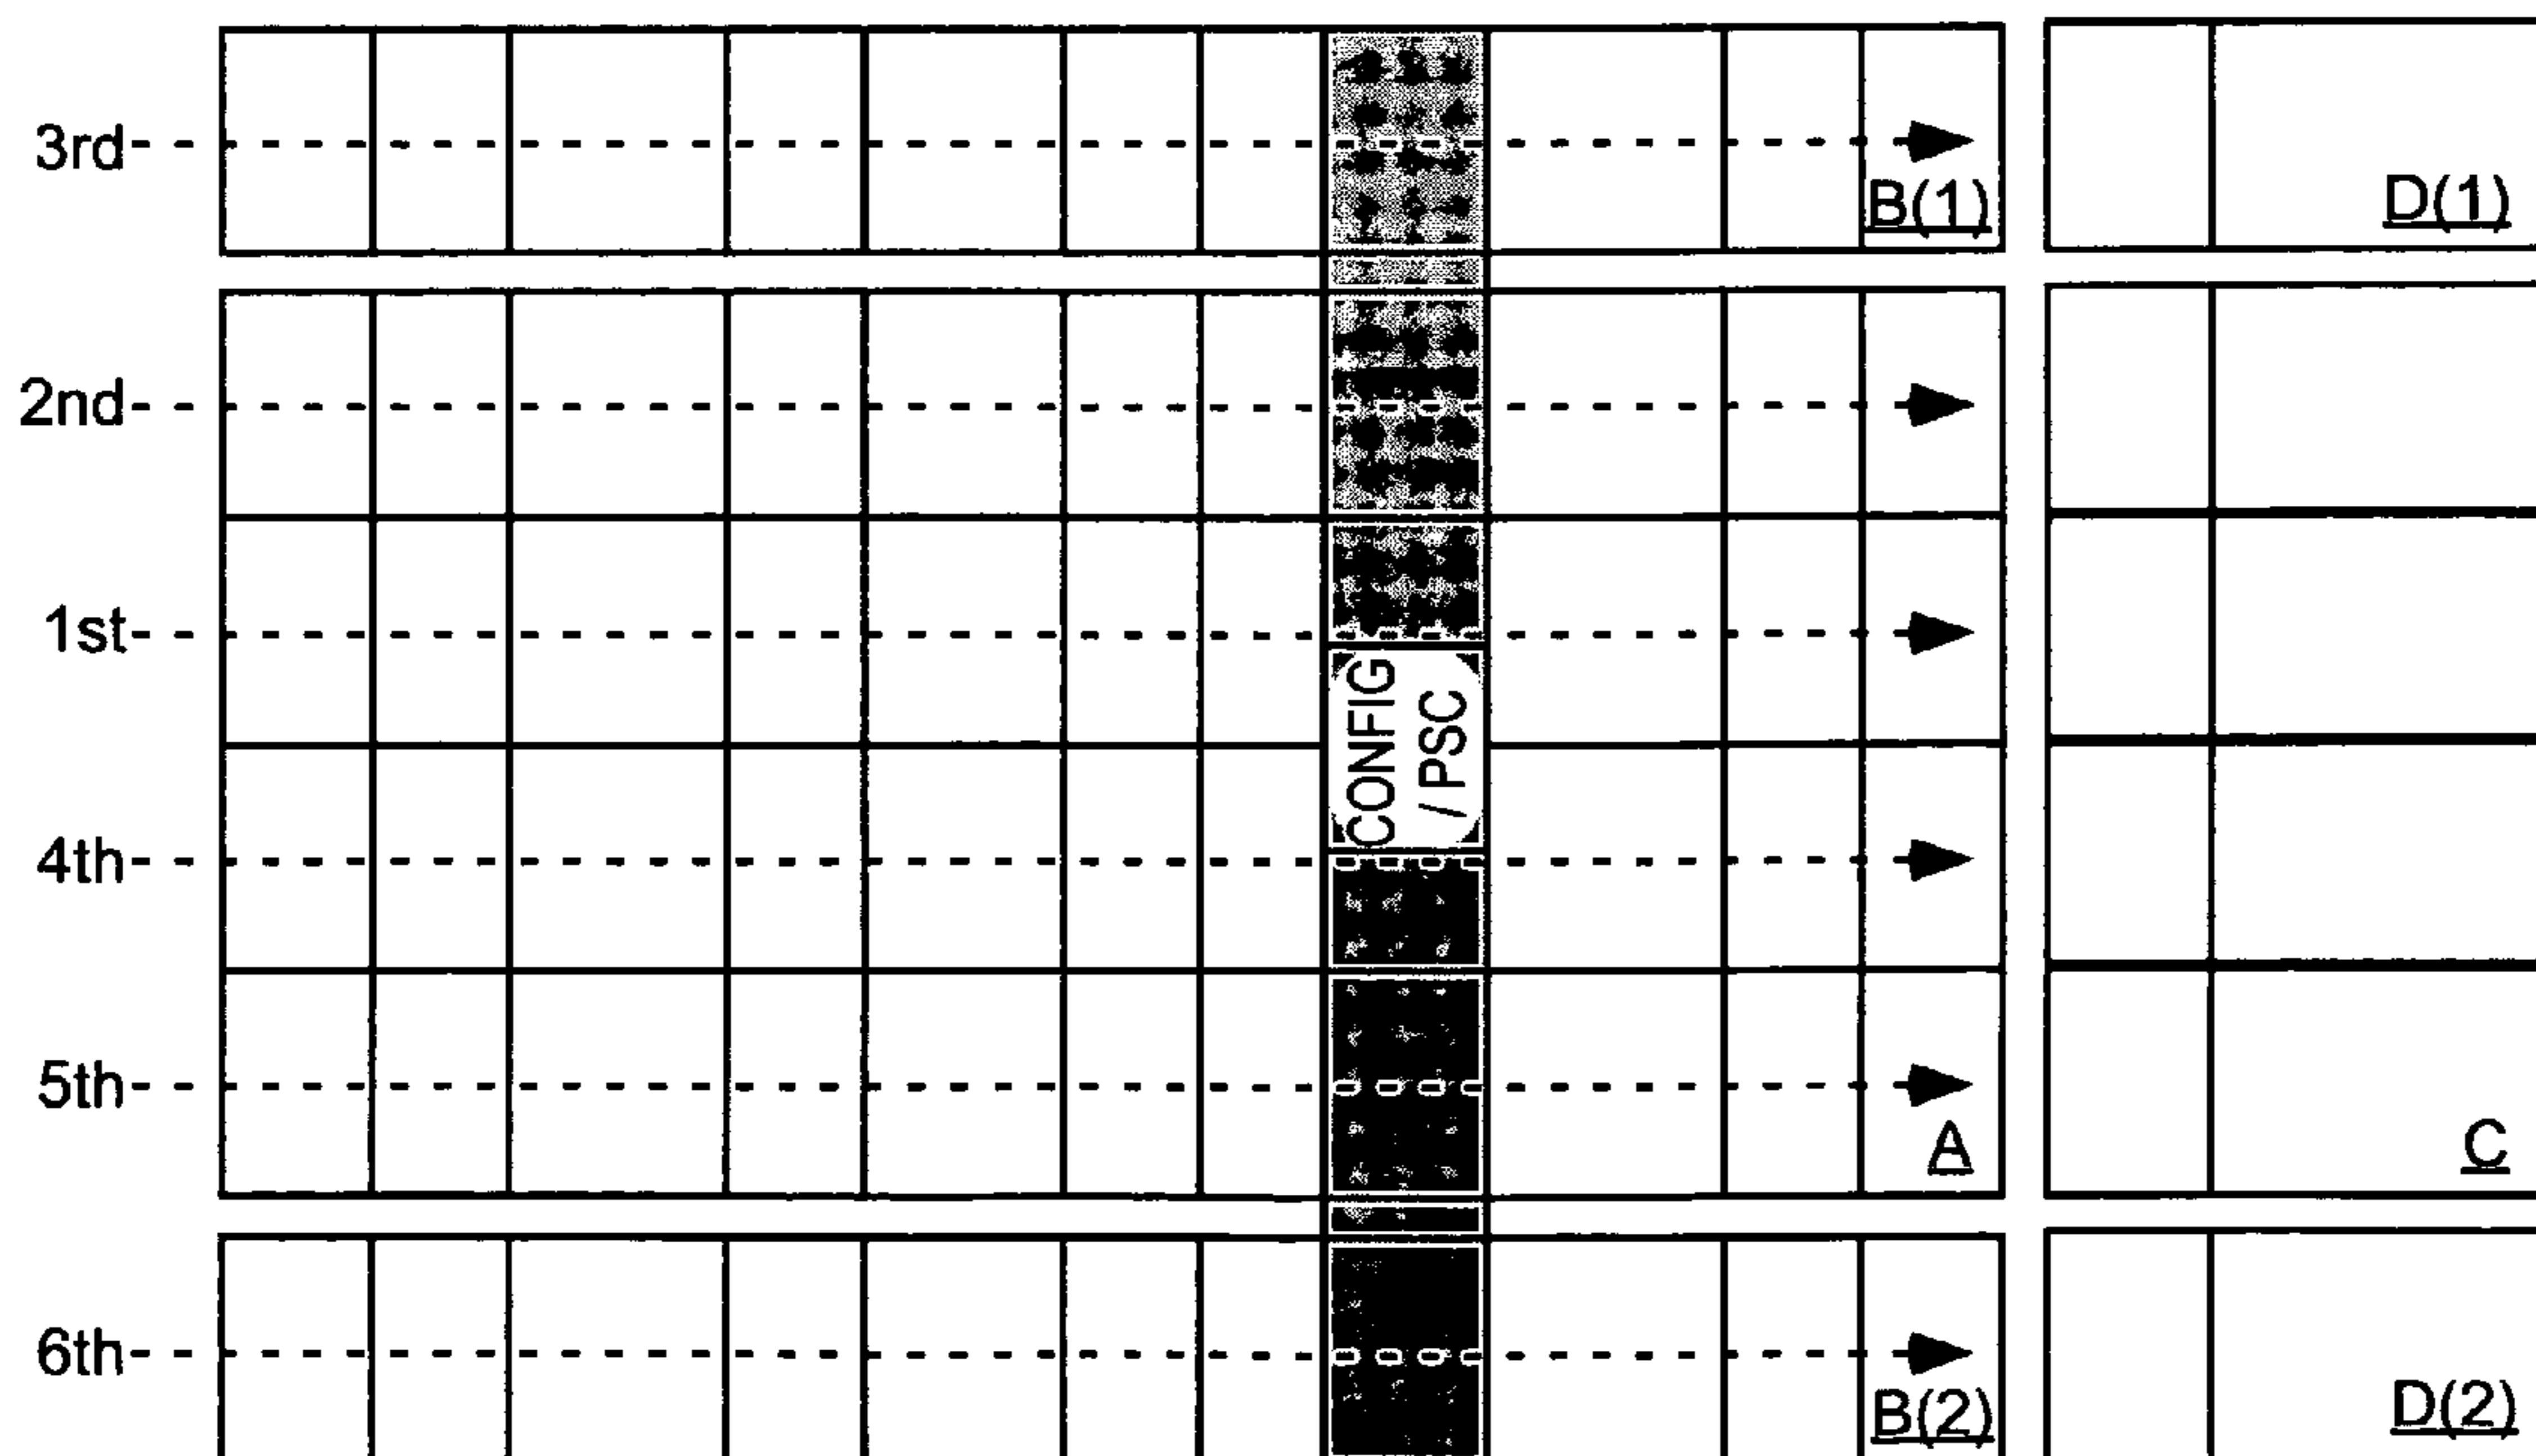 3rd
B(1)
D(1)
2nd
1st
CONFIG
/ PSC
4th
5th
A
C
6th
B(2)
D(2)